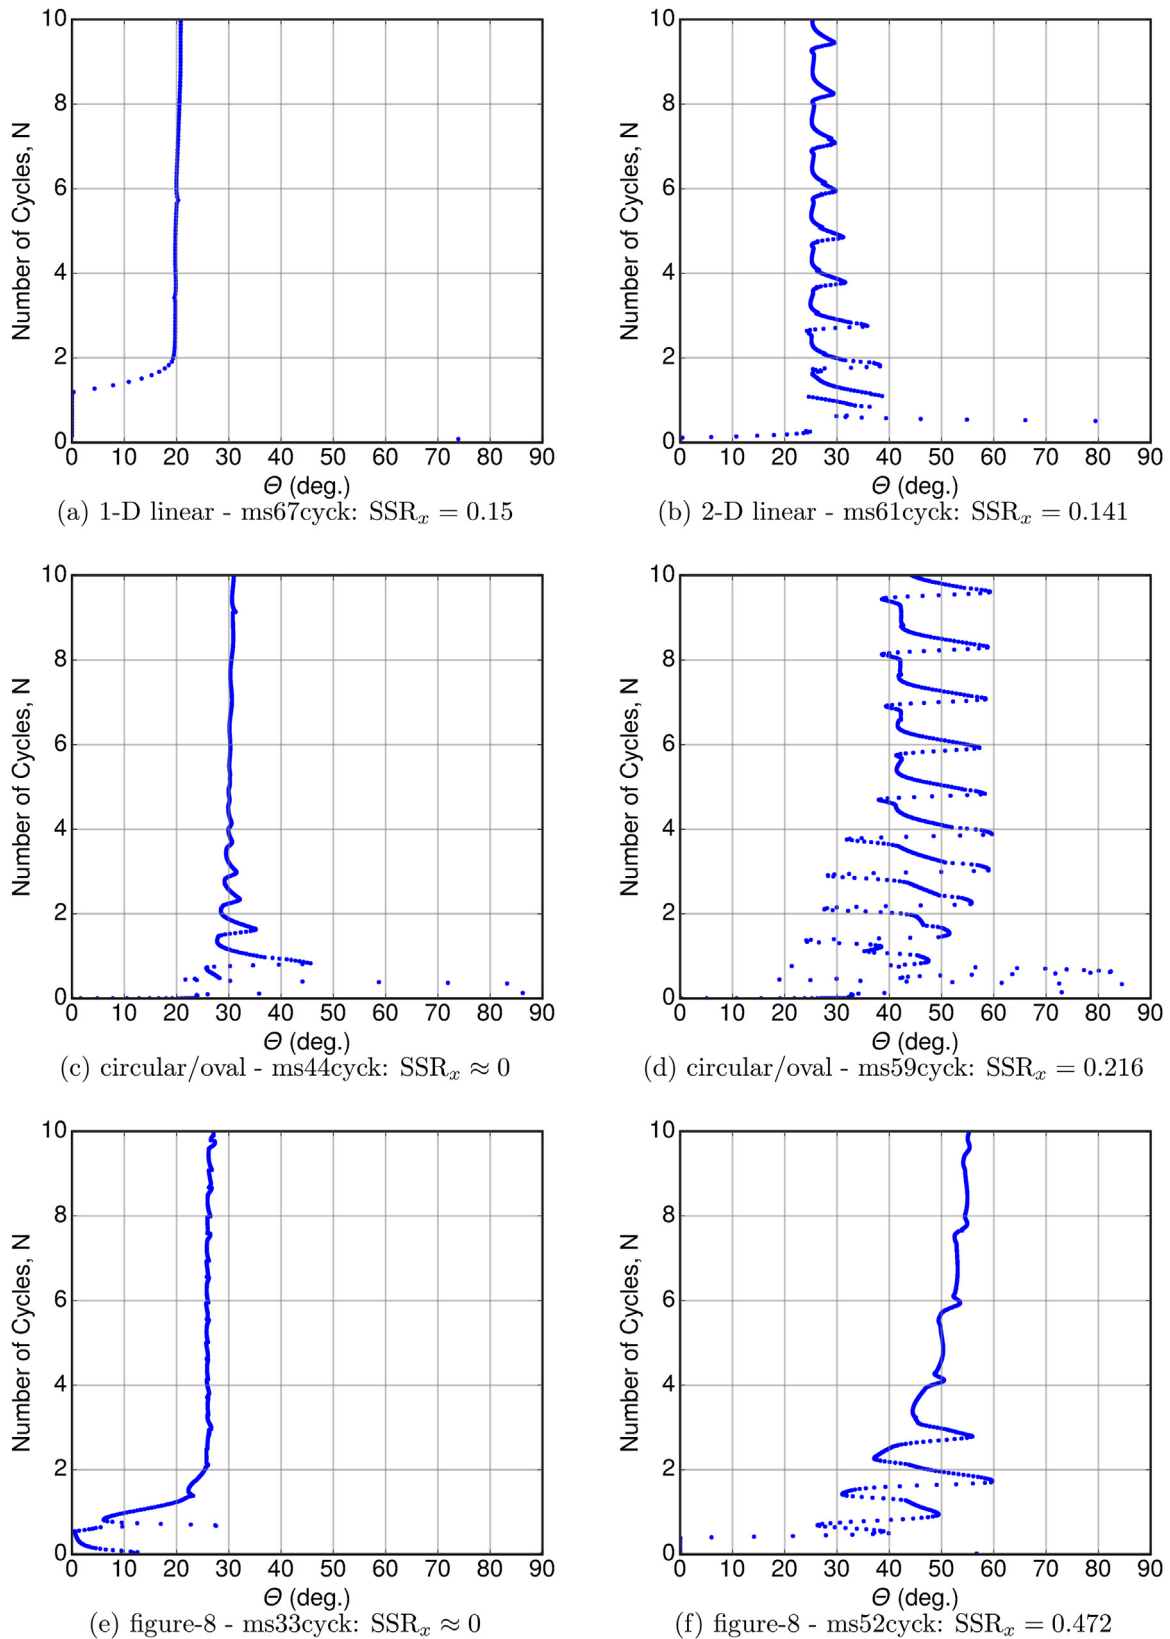 10
8
6
4
2
0
Number of Cycles, N
0 10 20 30 40 50 60 70 80 90
Θ (deg.)
(a) 1-D linear - ms67cyck: SSRₓ = 0.15
10
8
6
4
2
0
Number of Cycles, N
0 10 20 30 40 50 60 70 80 90
Θ (deg.)
(b) 2-D linear - ms61cyck: SSRₓ = 0.141
10
8
6
4
2
0
Number of Cycles, N
0 10 20 30 40 50 60 70 80 90
Θ (deg.)
(c) circular/oval - ms44cyck: SSRₓ ≈ 0
10
8
6
4
2
0
Number of Cycles, N
0 10 20 30 40 50 60 70 80 90
Θ (deg.)
(d) circular/oval - ms59cyck: SSRₓ = 0.216
10
8
6
4
2
0
Number of Cycles, N
0 10 20 30 40 50 60 70 80 90
Θ (deg.)
(e) figure-8 - ms33cyck: SSRₓ ≈ 0
10
8
6
4
2
0
Number of Cycles, N
0 10 20 30 40 50 60 70 80 90
Θ (deg.)
(f) figure-8 - ms52cyck: SSRₓ = 0.472